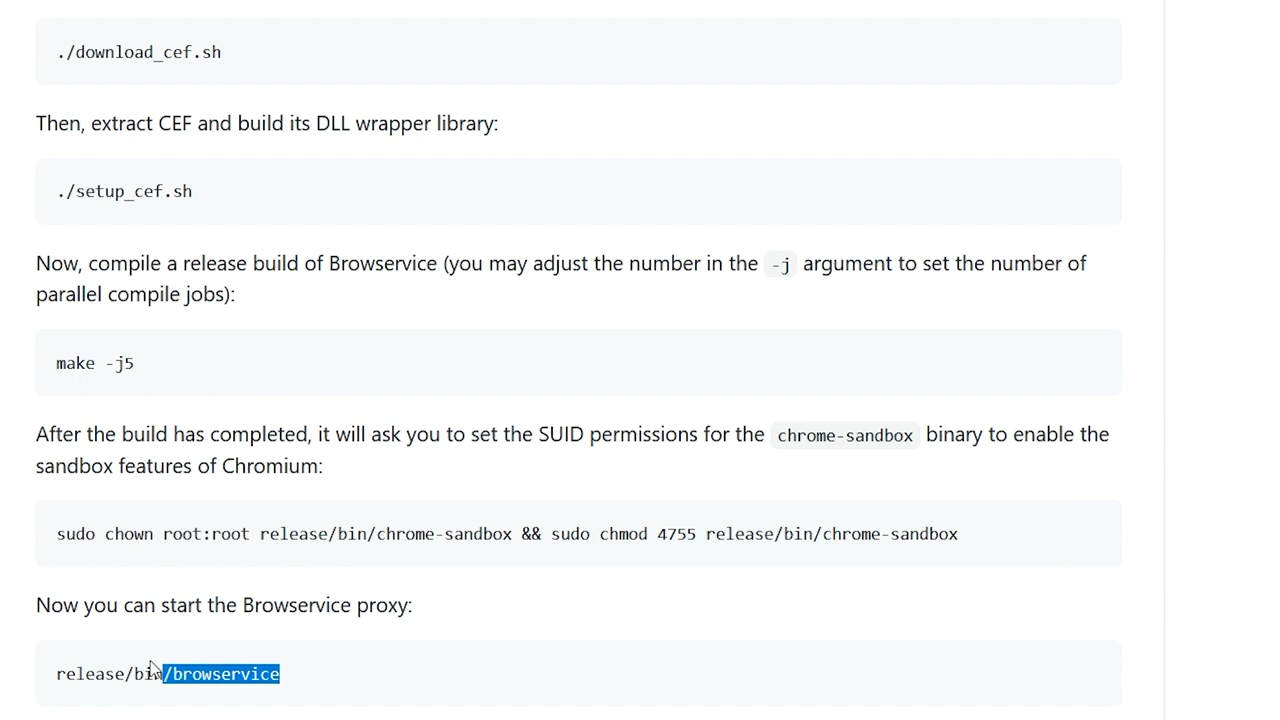 ./download_cef.sh
Then, extract CEF and build its DLL wrapper library:
./setup_cef.sh
Now, compile a release build of Browservice (you may adjust the number in the -j argument to set the number of
parallel compile jobs):
make -j5
After the build has completed, it will ask you to set the SUID permissions for the chrome-sandbox binary to enable the
sandbox features of Chromium:
sudo chown root:root release/bin/chrome-sandbox && sudo chmod 4755 release/bin/chrome-sandbox
Now you can start the Browservice proxy:
release/bin/browservice